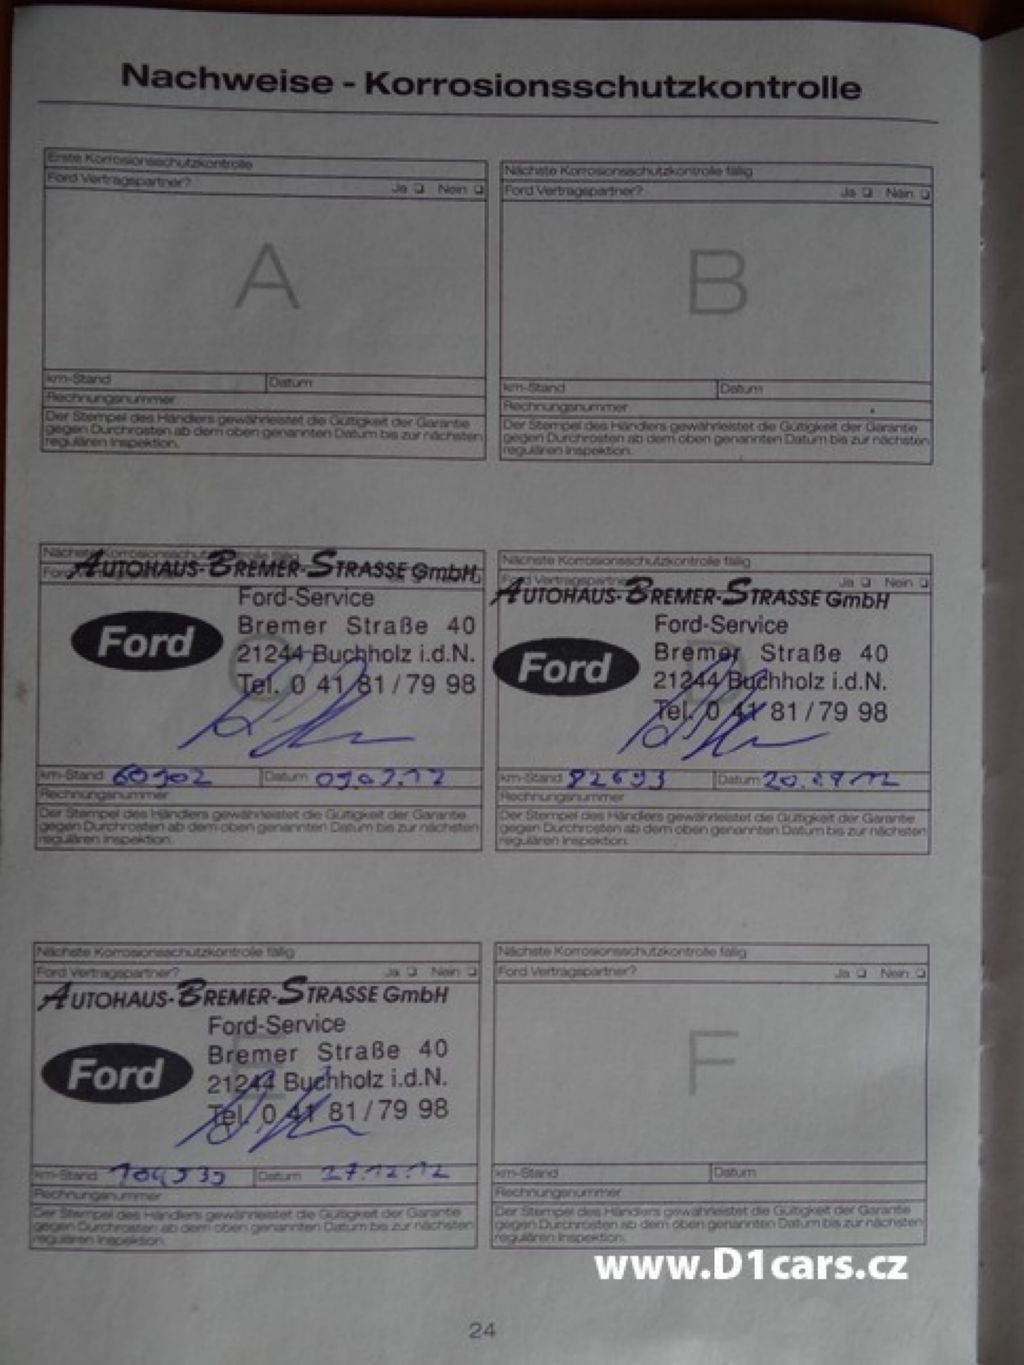 Nachweise - Korrosionsschutzkontrolle
Erste Korrosionsschutzkontrolle
Ford Vertragspartner? Ja ❏ Nein ❏
A
km-Stand Datum
Rechnungsnummer
Der Stempel des Händlers gewährleistet die Gültigkeit der Garantie
gegen Durchrosten ab dem oben genannten Datum bis zur nächsten
regulären Inspektion.
Nächste Korrosionsschutzkontrolle fällig
Ford Vertragspartner? Ja ❏ Nein ❏
B
km-Stand Datum
Rechnungsnummer
Der Stempel des Händlers gewährleistet die Gültigkeit der Garantie
gegen Durchrosten ab dem oben genannten Datum bis zur nächsten
regulären Inspektion.
Nächste Korrosionsschutzkontrolle fällig
AUTOHAUS-BREMER-STRASSE GmbH
Ford-Service
Ford
Bremer Straße 40
21244 Buchholz i.d.N.
Tel. 0 41 81 / 79 98
km-Stand 60902 Datum
Rechnungsnummer
Der Stempel des Händlers gewährleistet die Gültigkeit der Garantie
gegen Durchrosten ab dem oben genannten Datum bis zur nächsten
regulären Inspektion.
Nächste Korrosionsschutzkontrolle fällig
Ford Vertragspartner? Ja ❏ Nein ❏
AUTOHAUS-BREMER-STRASSE GmbH
Ford-Service
Ford
Bremer Straße 40
21244 Buchholz i.d.N.
Tel. 0 41 81 / 79 98
km-Stand 82693 Datum
Rechnungsnummer
Der Stempel des Händlers gewährleistet die Gültigkeit der Garantie
gegen Durchrosten ab dem oben genannten Datum bis zur nächsten
regulären Inspektion.
Nächste Korrosionsschutzkontrolle fällig
Ford Vertragspartner? Ja ❏ Nein ❏
AUTOHAUS-BREMER-STRASSE GmbH
Ford-Service
Ford
Bremer Straße 40
21244 Buchholz i.d.N.
Tel. 0 41 81 / 79 98
km-Stand Datum 27.12.12
Rechnungsnummer
Der Stempel des Händlers gewährleistet die Gültigkeit der Garantie
gegen Durchrosten ab dem oben genannten Datum bis zur nächsten
regulären Inspektion.
Nächste Korrosionsschutzkontrolle fällig
Ford Vertragspartner? Ja ❏ Nein ❏
F
km-Stand Datum
Rechnungsnummer
Der Stempel des Händlers gewährleistet die Gültigkeit der Garantie
gegen Durchrosten ab dem oben genannten Datum bis zur nächsten
regulären Inspektion.
www.D1cars.cz
24